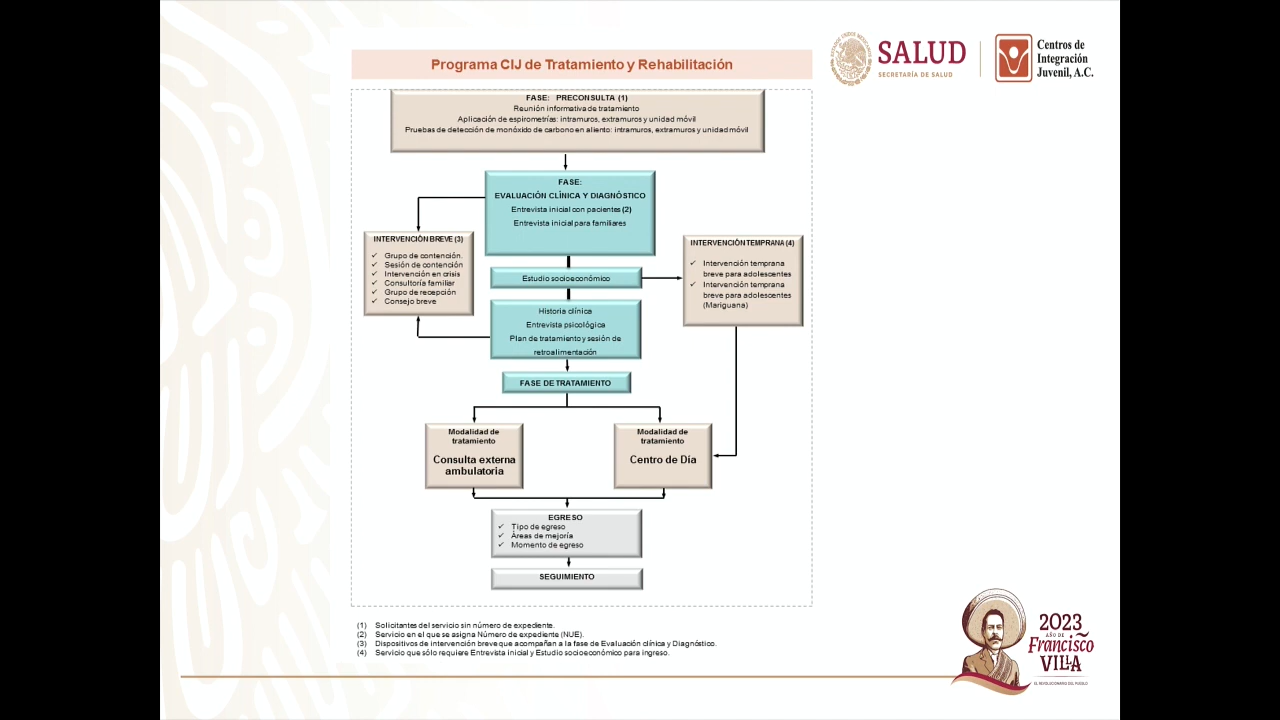 SALUD
SECRETARÍA DE SALUD
Centros de
Integración
Juvenil, A.C.
Programa CIJ de Tratamiento y Rehabilitación
FASE: PRECONSULTA (1)
Reunión informativa de tratamiento
Aplicación de espirometrías: intramuros, extramuros y unidad móvil
Pruebas de detección de monóxido de carbono en aliento: intramuros, extramuros y unidad móvil
FASE:
EVALUACIÓN CLÍNICA Y DIAGNÓSTICO
Entrevista inicial con pacientes (2)
Entrevista inicial para familiares
INTERVENCIÓN BREVE (3)
✓ Grupo de contención.
✓ Sesión de contención
✓ Intervención en crisis
✓ Consultoría familiar
✓ Grupo de recepción
✓ Consejo breve
INTERVENCIÓN TEMPRANA (4)
✓ Intervención temprana
breve para adolescentes
✓ Intervención temprana
breve para adolescentes
(Mariguana)
Estudio socioeconómico
Historia clínica
Entrevista psicológica
Plan de tratamiento y sesión de
retroalimentación
FASE DE TRATAMIENTO
Modalidad de
tratamiento
Consulta externa
ambulatoria
Modalidad de
tratamiento
Centro de Día
EGRESO
✓ Tipo de egreso
✓ Áreas de mejoría
✓ Momento de egreso
SEGUIMIENTO
(1) Solicitantes del servicio sin número de expediente.
(2) Servicio en el que se asigna Número de expediente (NUE).
(3) Dispositivos de intervención breve que acompañan a la fase de Evaluación clínica y Diagnóstico.
(4) Servicio que sólo requiere Entrevista inicial y Estudio socioeconómico para ingreso.
2023
AÑO DE
Francisco
VILLA
EL REVOLUCIONARIO DEL PUEBLO